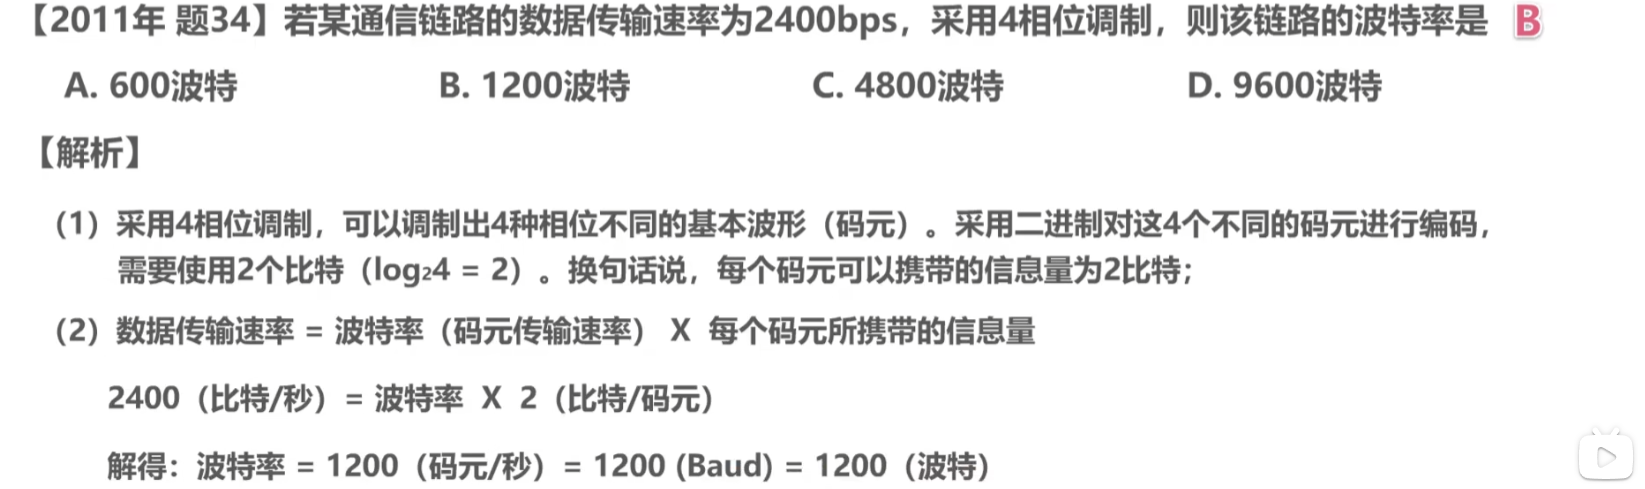 【2011年 题34】若某通信链路的数据传输速率为2400bps，采用4相位调制，则该链路的波特率是 B
A. 600波特 B. 1200波特 C. 4800波特 D. 9600波特
【解析】
（1）采用4相位调制，可以调制出4种相位不同的基本波形（码元）。采用二进制对这4个不同的码元进行编码，
需要使用2个比特（log₂4 = 2）。换句话说，每个码元可以携带的信息量为2比特；
（2）数据传输速率 = 波特率（码元传输速率） X 每个码元所携带的信息量
2400（比特/秒）= 波特率 X 2（比特/码元）
解得：波特率 = 1200（码元/秒）= 1200 (Baud) = 1200（波特）